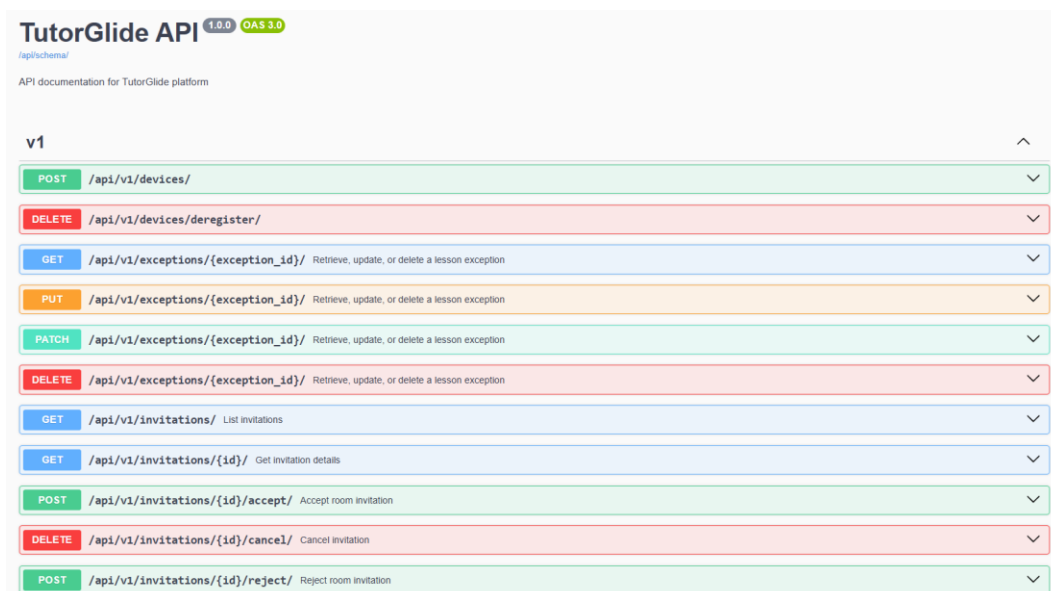 TutorGlide API 1.0.0 OAS 3.0
/api/schema/
API documentation for TutorGlide platform
v1
POST /api/v1/devices/
DELETE /api/v1/devices/deregister/
GET /api/v1/exceptions/{exception_id}/ Retrieve, update, or delete a lesson exception
PUT /api/v1/exceptions/{exception_id}/ Retrieve, update, or delete a lesson exception
PATCH /api/v1/exceptions/{exception_id}/ Retrieve, update, or delete a lesson exception
DELETE /api/v1/exceptions/{exception_id}/ Retrieve, update, or delete a lesson exception
GET /api/v1/invitations/ List invitations
GET /api/v1/invitations/{id}/ Get invitation details
POST /api/v1/invitations/{id}/accept/ Accept room invitation
DELETE /api/v1/invitations/{id}/cancel/ Cancel invitation
POST /api/v1/invitations/{id}/reject/ Reject room invitation